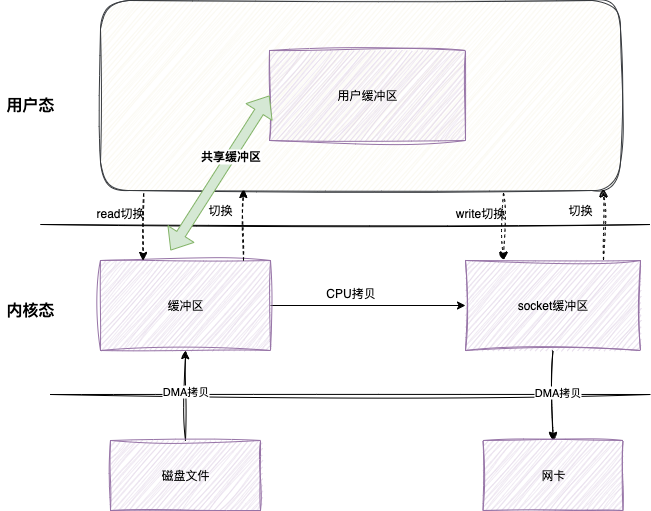 用户态
用户缓冲区
共享缓冲区
read切换
切换
write切换
切换
内核态
缓冲区
CPU拷贝
socket缓冲区
DMA拷贝
DMA拷贝
磁盘文件
网卡